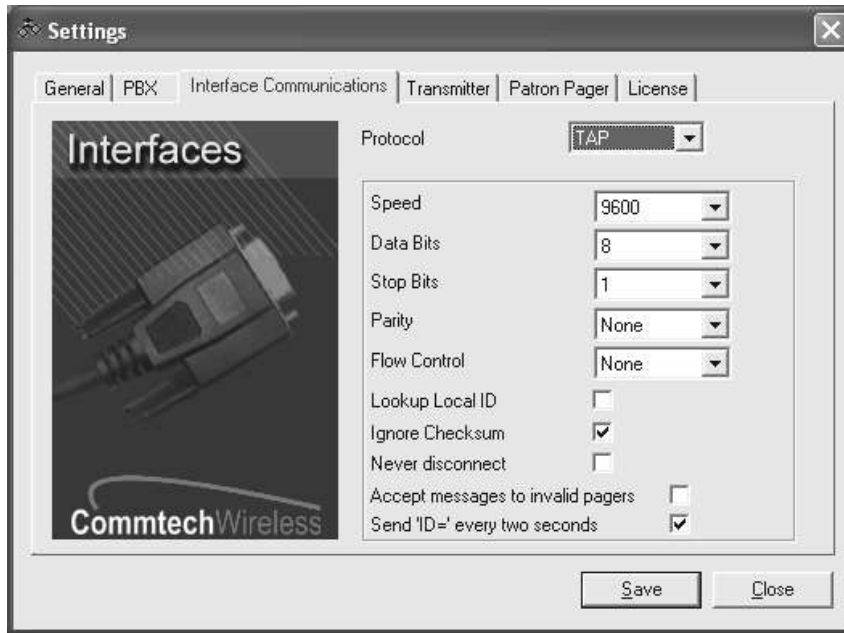 Settings
General PBX Interface Communications Transmitter Patron Pager License
Interfaces
Protocol TAP
Speed 9600
Data Bits 8
Stop Bits 1
Parity None
Flow Control None
Lookup Local ID
Ignore Checksum
Never disconnect
Accept messages to invalid pagers
Send 'ID=' every two seconds
CommtechWireless
Save Close